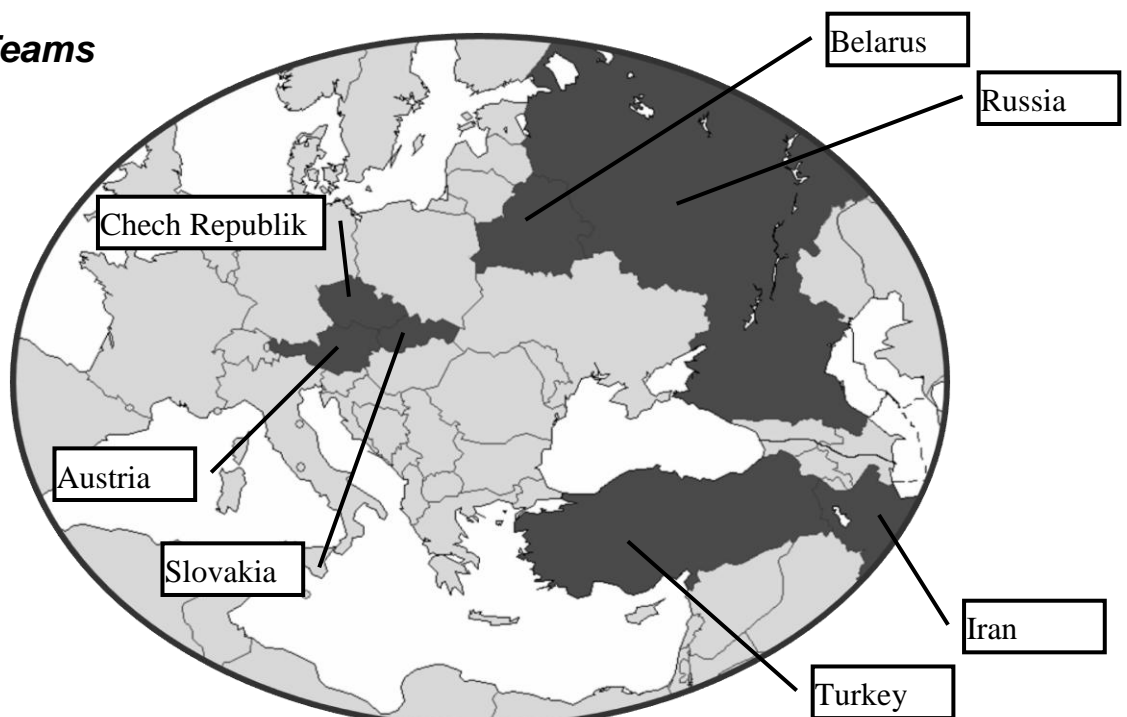 Teams
Belarus
Russia
Chech Republik
Austria
Slovakia
Iran
Turkey